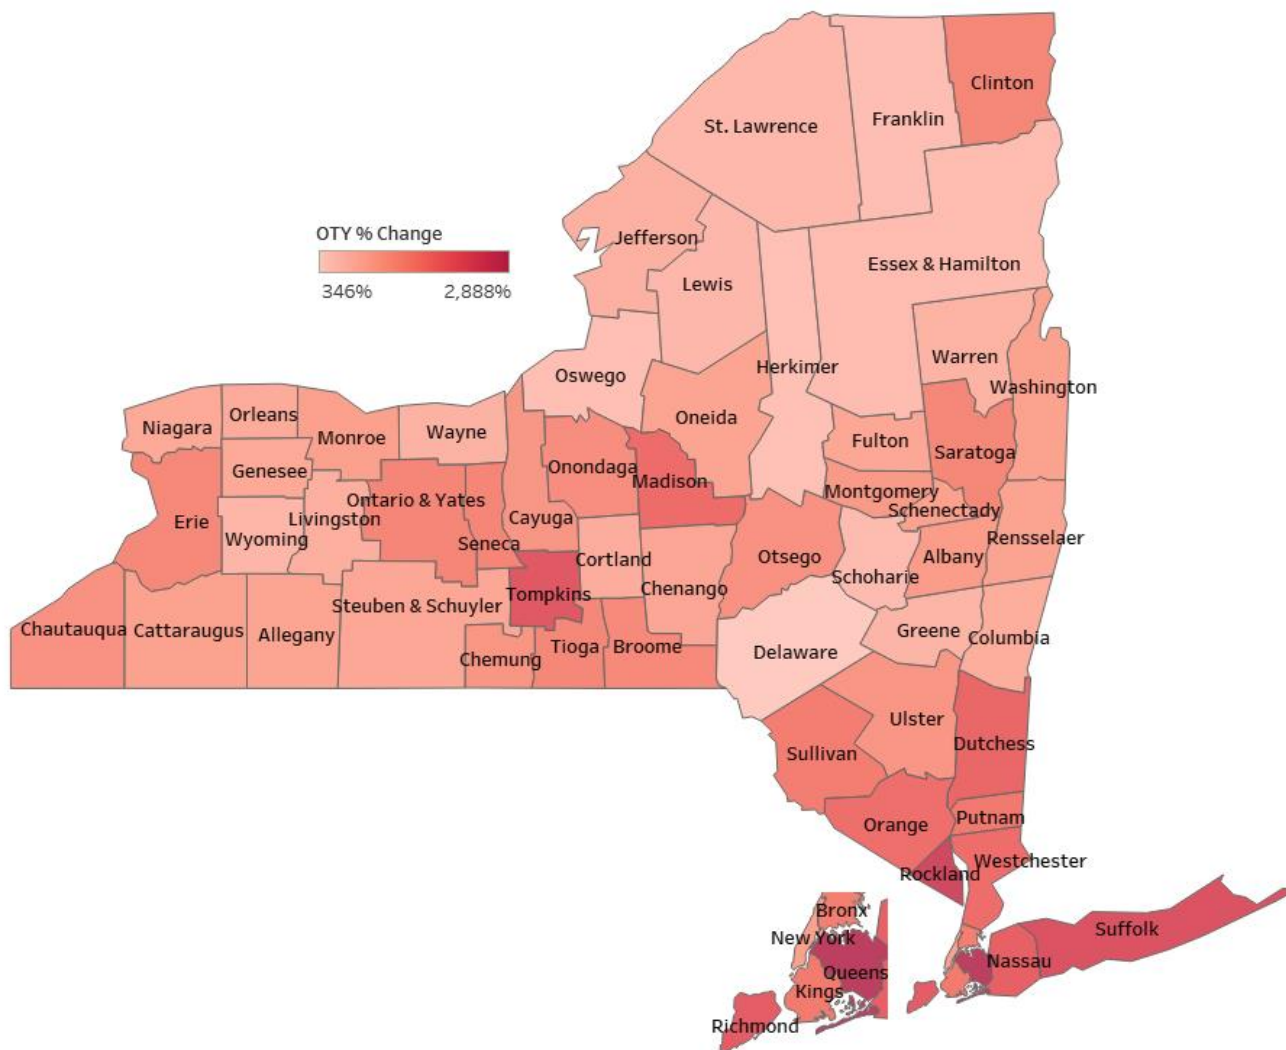 Clinton
Franklin
St. Lawrence
OTY % Change
346% 2,888%
Jefferson
Essex & Hamilton
Lewis
Warren
Herkimer
Oswego
Washington
Orleans
Oneida
Niagara
Wayne
Monroe
Fulton
Saratoga
Onondaga
Genesee
Madison
Montgomery
Ontario & Yates
Schenectady
Livingston
Cayuga
Erie
Wyoming
Rensselaer
Seneca
Otsego
Albany
Cortland
Schoharie
Chenango
Tompkins
Steuben & Schuyler
Chautauqua
Cattaraugus
Allegany
Greene
Columbia
Tioga
Broome
Delaware
Chemung
Ulster
Dutchess
Sullivan
Putnam
Orange
Westchester
Rockland
Bronx
Suffolk
New York
Nassau
Queens
Kings
Richmond